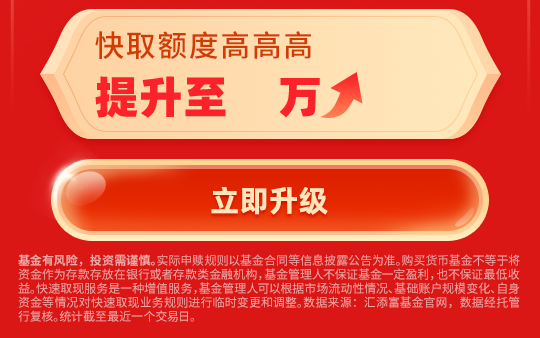 快取额度高高高
提升至 万
立即升级
基金有风险，投资需谨慎。实际申赎规则以基金合同等信息披露公告为准。购买货币基金不等于将
资金作为存款存放在银行或者存款类金融机构，基金管理人不保证基金一定盈利，也不保证最低收
益。快速取现服务是一种增值服务，基金管理人可以根据市场流动性情况、基础账户规模变化、自身
资金等情况对快速取现业务规则进行临时变更和调整。数据来源：汇添富基金官网，数据经托管
行复核。统计截至最近一个交易日。